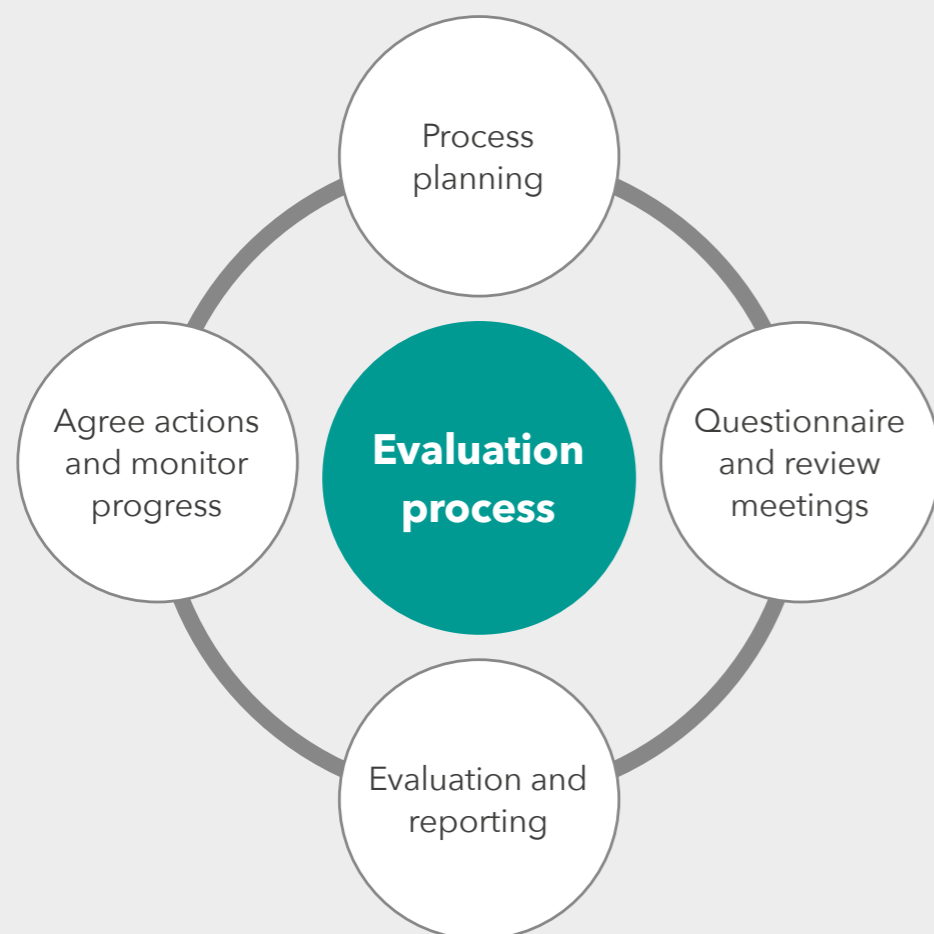 Process
planning
Questionnaire
and review
meetings
Evaluation and
reporting
Agree actions
and monitor
progress
Evaluation
process